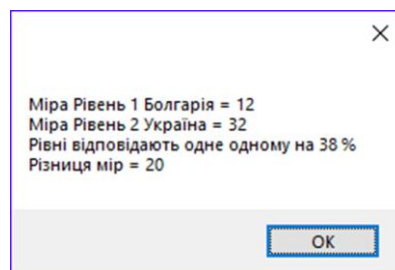 Міра Рівень 1 Болгарія = 12
Міра Рівень 2 Україна = 32
Рівні відповідають одне одному на 38 %
Різниця мір = 20
OK